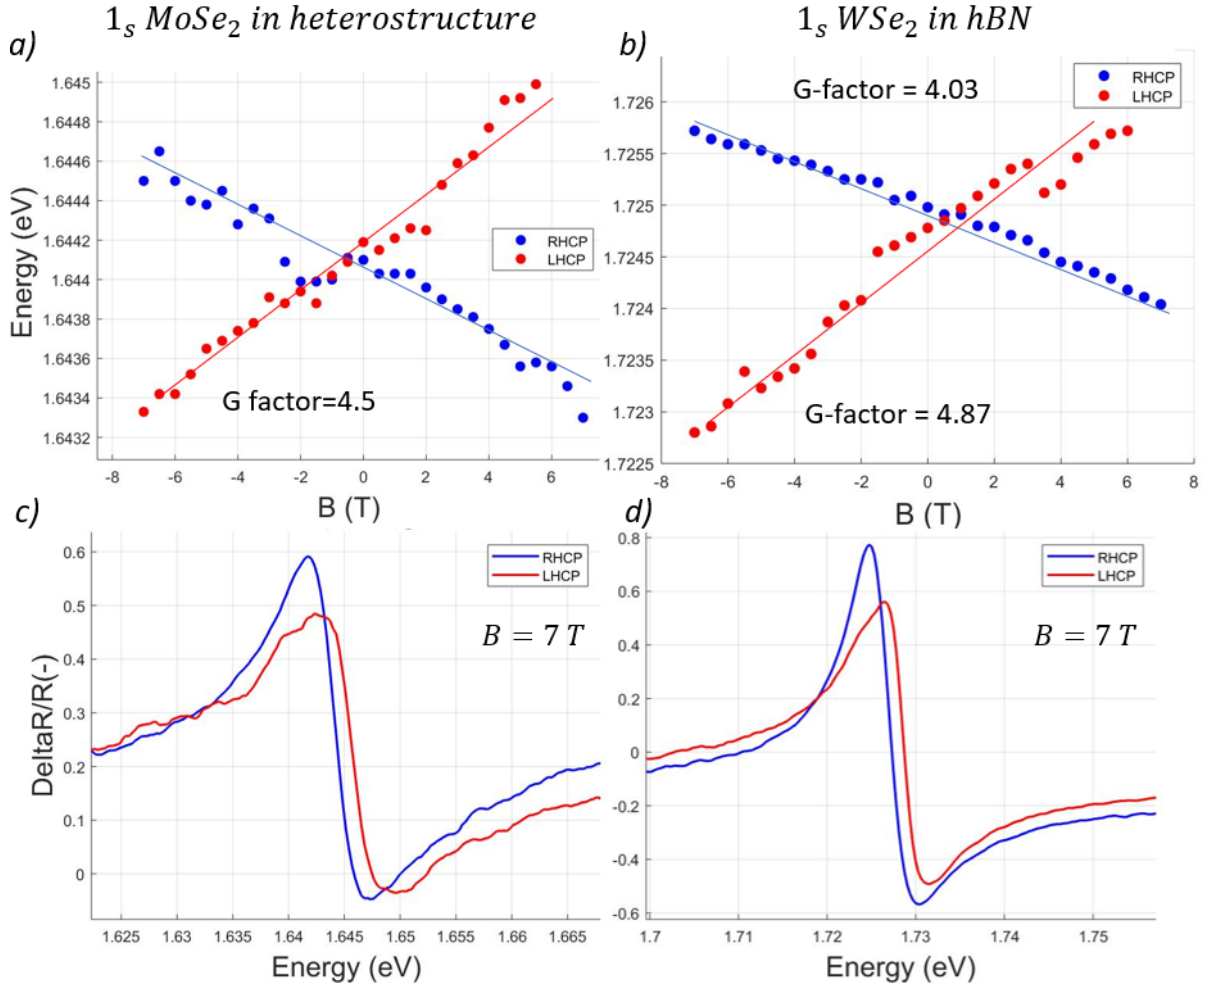 1s MoSe2 in heterostructure
1s WSe2 in hBN
a)
1.645
1.6448
1.6446
1.6444
1.6442
1.644
1.6438
1.6436
1.6434
1.6432
Energy (eV)
RHCP
LHCP
G factor=4.5
-8
-6
-4
-2
0
2
4
6
B (T)
b)
1.726
1.7255
1.725
1.7245
1.724
1.7235
1.723
1.7225
G-factor = 4.03
RHCP
LHCP
G-factor = 4.87
-8
-6
-4
-2
0
2
4
6
8
B (T)
c)
0.6
0.5
0.4
0.3
0.2
0.1
0
DeltaR/R(-)
RHCP
LHCP
B = 7 T
1.625
1.63
1.635
1.64
1.645
1.65
1.655
1.66
1.665
Energy (eV)
d)
0.8
0.6
0.4
0.2
0
-0.2
-0.4
-0.6
RHCP
LHCP
B = 7 T
1.7
1.71
1.72
1.73
1.74
1.75
Energy (eV)